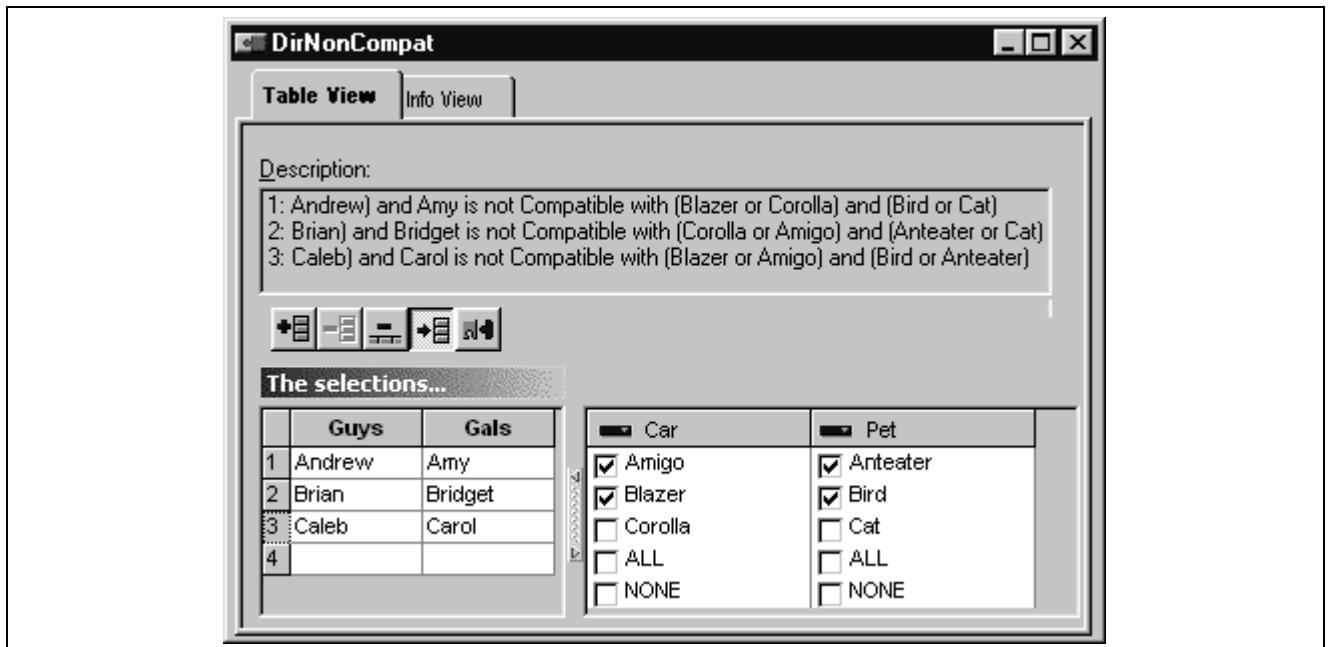 DirNonCompat
Table View Info View
Description:
1: Andrew) and Amy is not Compatible with (Blazer or Corolla) and (Bird or Cat)
2: Brian) and Bridget is not Compatible with (Corolla or Amigo) and (Anteater or Cat)
3: Caleb) and Carol is not Compatible with (Blazer or Amigo) and (Bird or Anteater)
The selections...
Guys Gals Car Pet
1 Andrew Amy Amigo Anteater
2 Brian Bridget Blazer Bird
3 Caleb Carol Corolla Cat
4 ALL ALL
NONE NONE